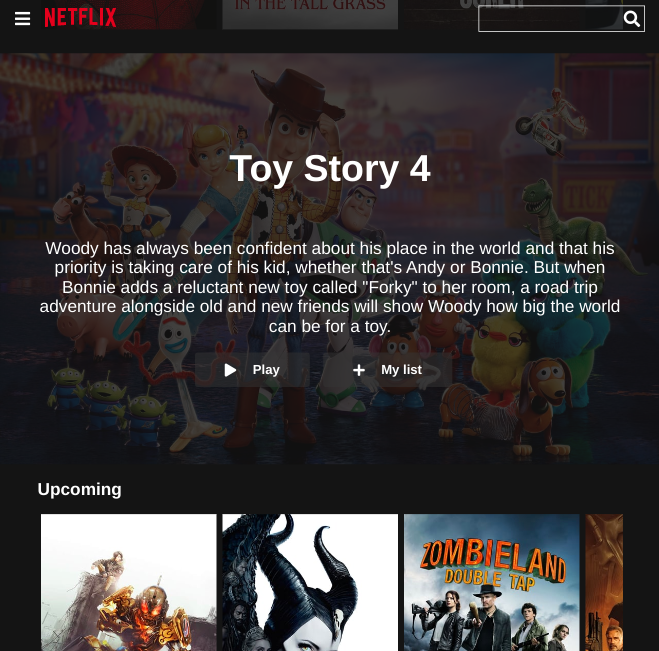 IN THE TALL GRASS
JOKER
NETFLIX
Toy Story 4
TICK
Woody has always been confident about his place in the world and that his
priority is taking care of his kid, whether that's Andy or Bonnie. But when
Bonnie adds a reluctant new toy called "Forky" to her room, a road trip
adventure alongside old and new friends will show Woody how big the world
can be for a toy.
Play
My list
Upcoming
ZOMBIELAND
DOUBLE TAP